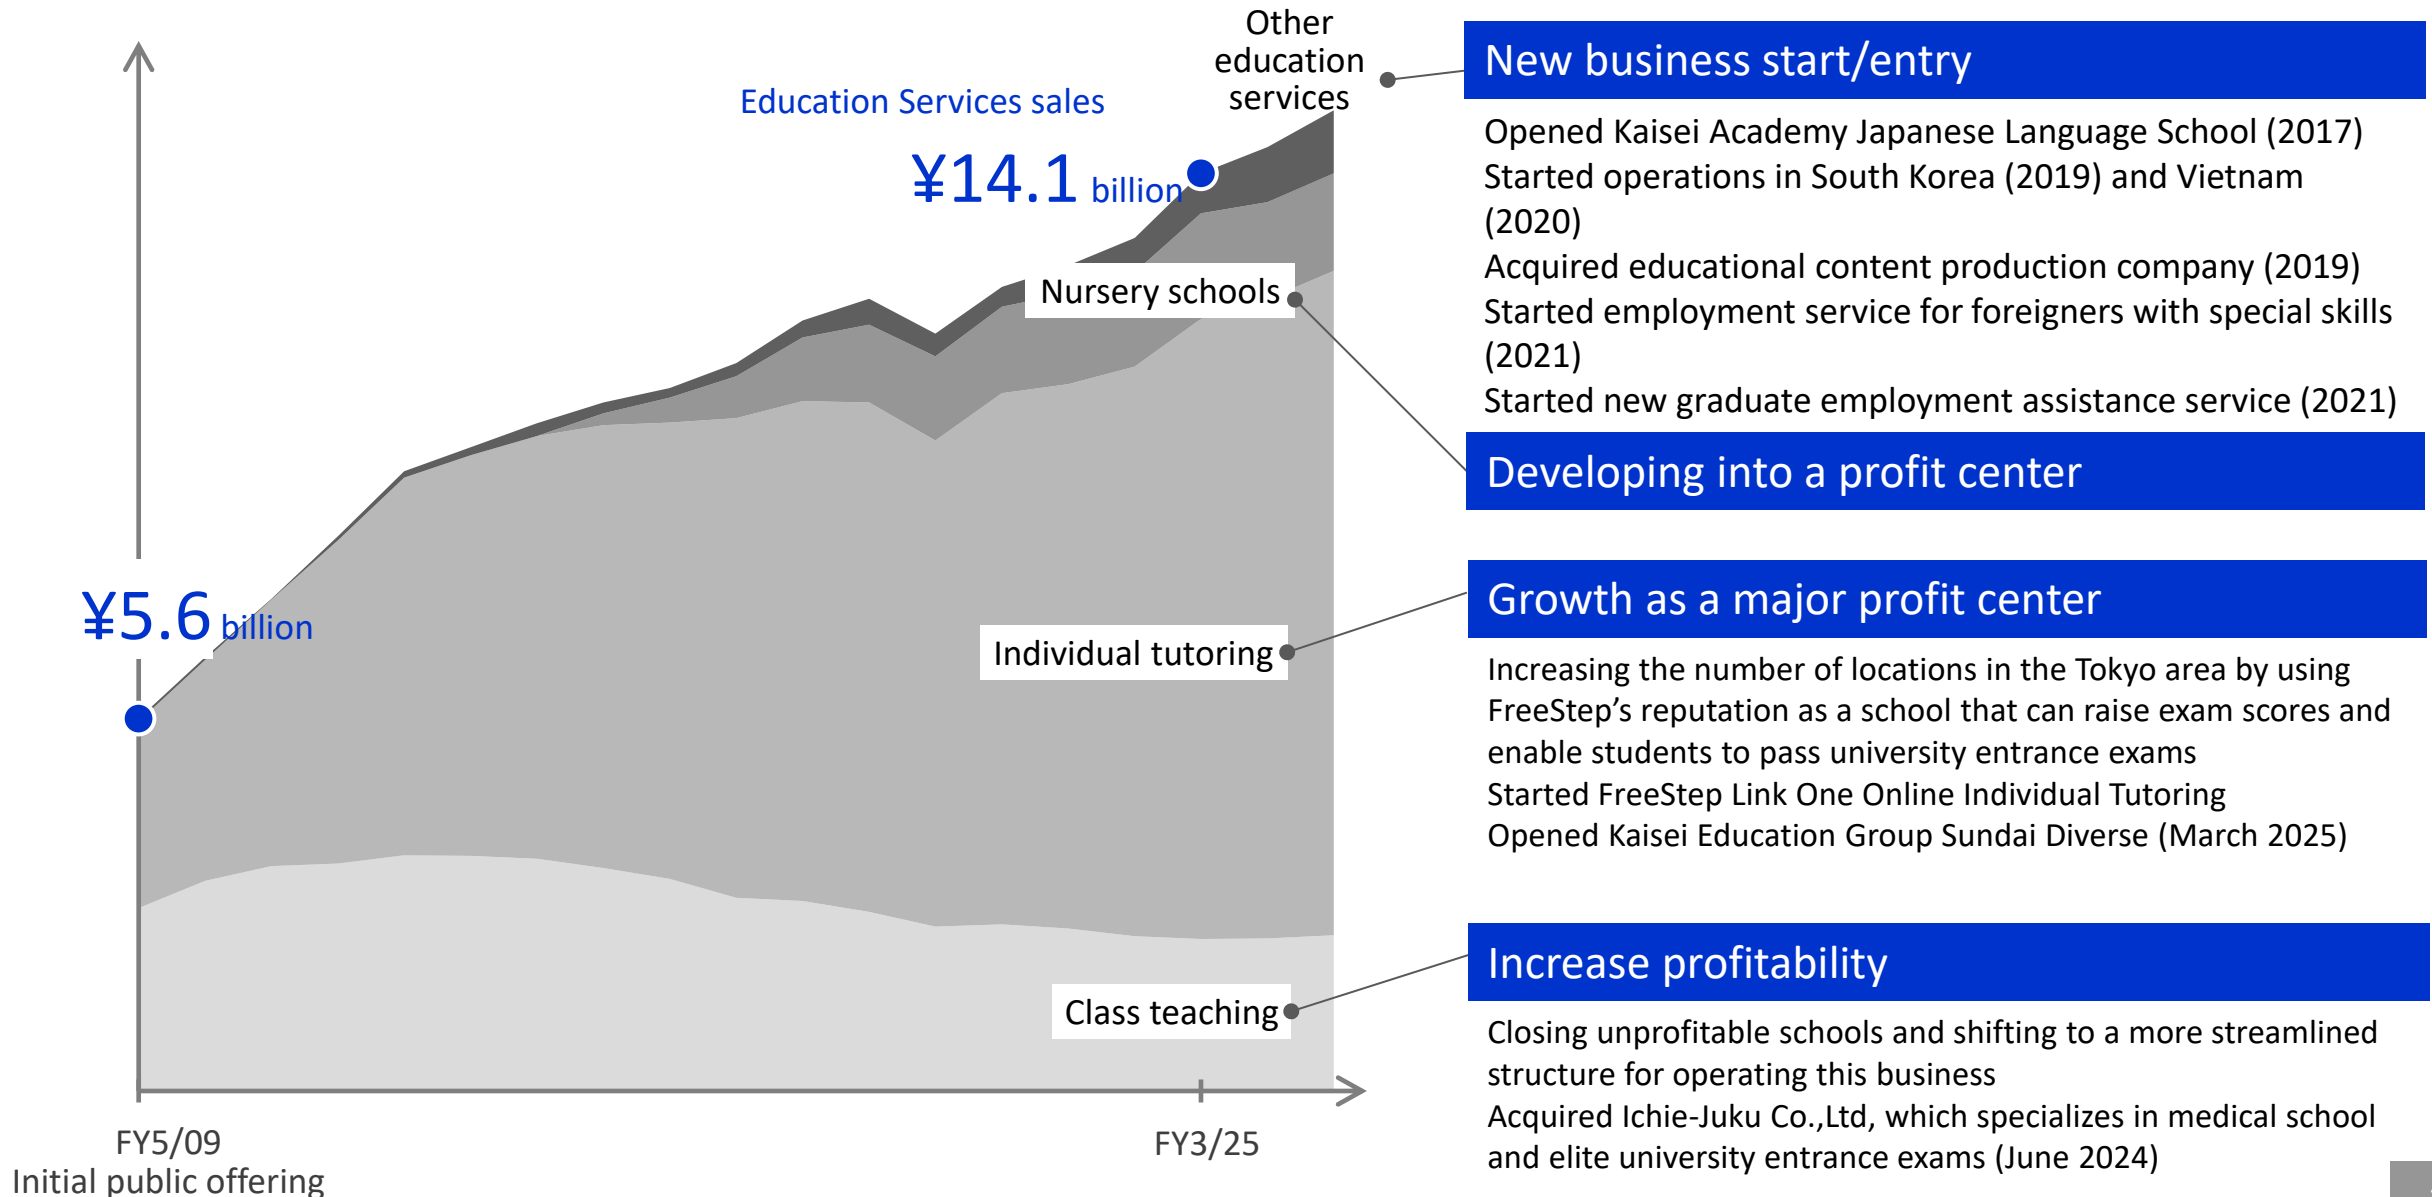 Other
education
services
Education Services sales
¥14.1 billion
Nursery schools
¥5.6 billion
Individual tutoring
Class teaching
FY5/09
Initial public offering
FY3/25
New business start/entry
Opened Kaisei Academy Japanese Language School (2017)
Started operations in South Korea (2019) and Vietnam
(2020)
Acquired educational content production company (2019)
Started employment service for foreigners with special skills
(2021)
Started new graduate employment assistance service (2021)
Developing into a profit center
Growth as a major profit center
Increasing the number of locations in the Tokyo area by using
FreeStep’s reputation as a school that can raise exam scores and
enable students to pass university entrance exams
Started FreeStep Link One Online Individual Tutoring
Opened Kaisei Education Group Sundai Diverse (March 2025)
Increase profitability
Closing unprofitable schools and shifting to a more streamlined
structure for operating this business
Acquired Ichie-Juku Co.,Ltd, which specializes in medical school
and elite university entrance exams (June 2024)